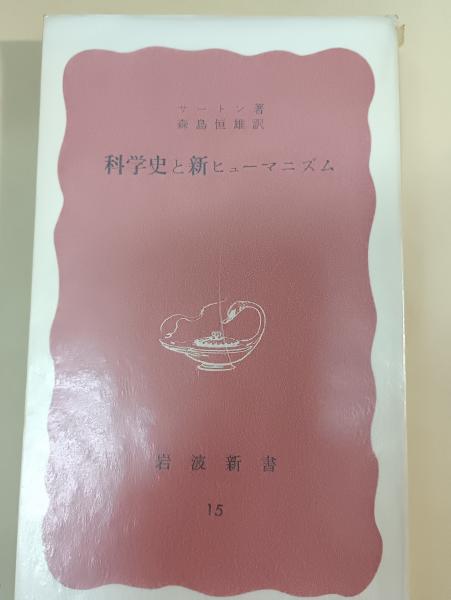 サートン著
森島恒雄訳
科学史と新ヒューマニズム
岩波新書
15